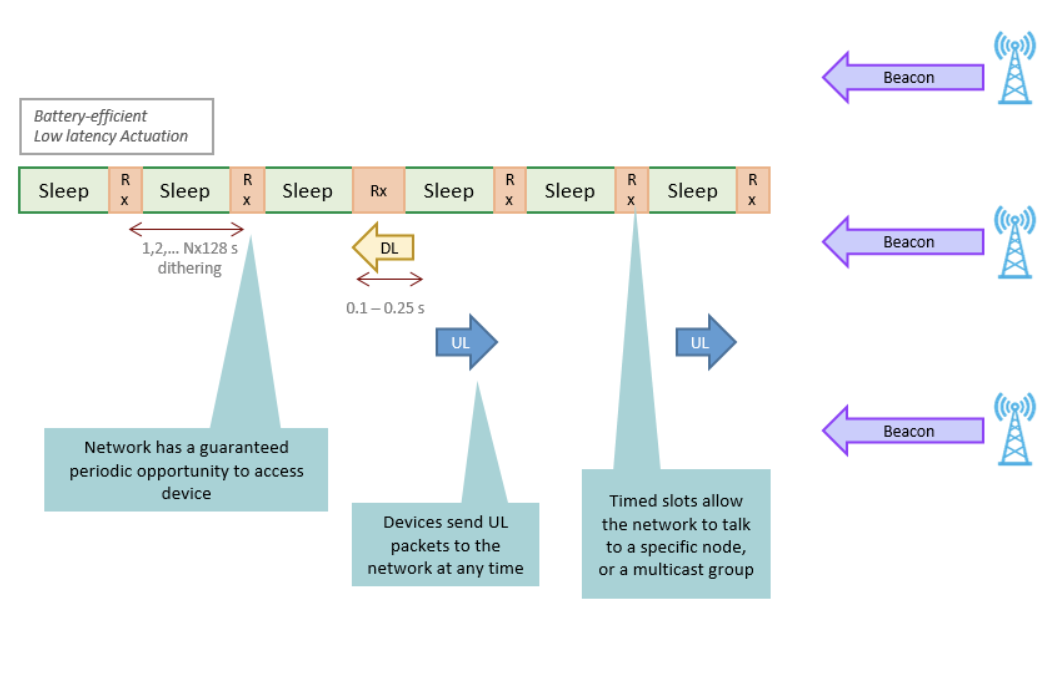 Beacon
Battery-efficient
Low latency Actuation
Sleep
R
x
Sleep
R
x
Sleep
Rx
Sleep
R
x
Sleep
R
x
Sleep
R
x
1,2,... Nx128 s
dithering
DL
Beacon
0.1 – 0.25 s
UL
UL
Beacon
Network has a guaranteed
periodic opportunity to access
device
Devices send UL
packets to the
network at any time
Timed slots allow
the network to talk
to a specific node,
or a multicast group